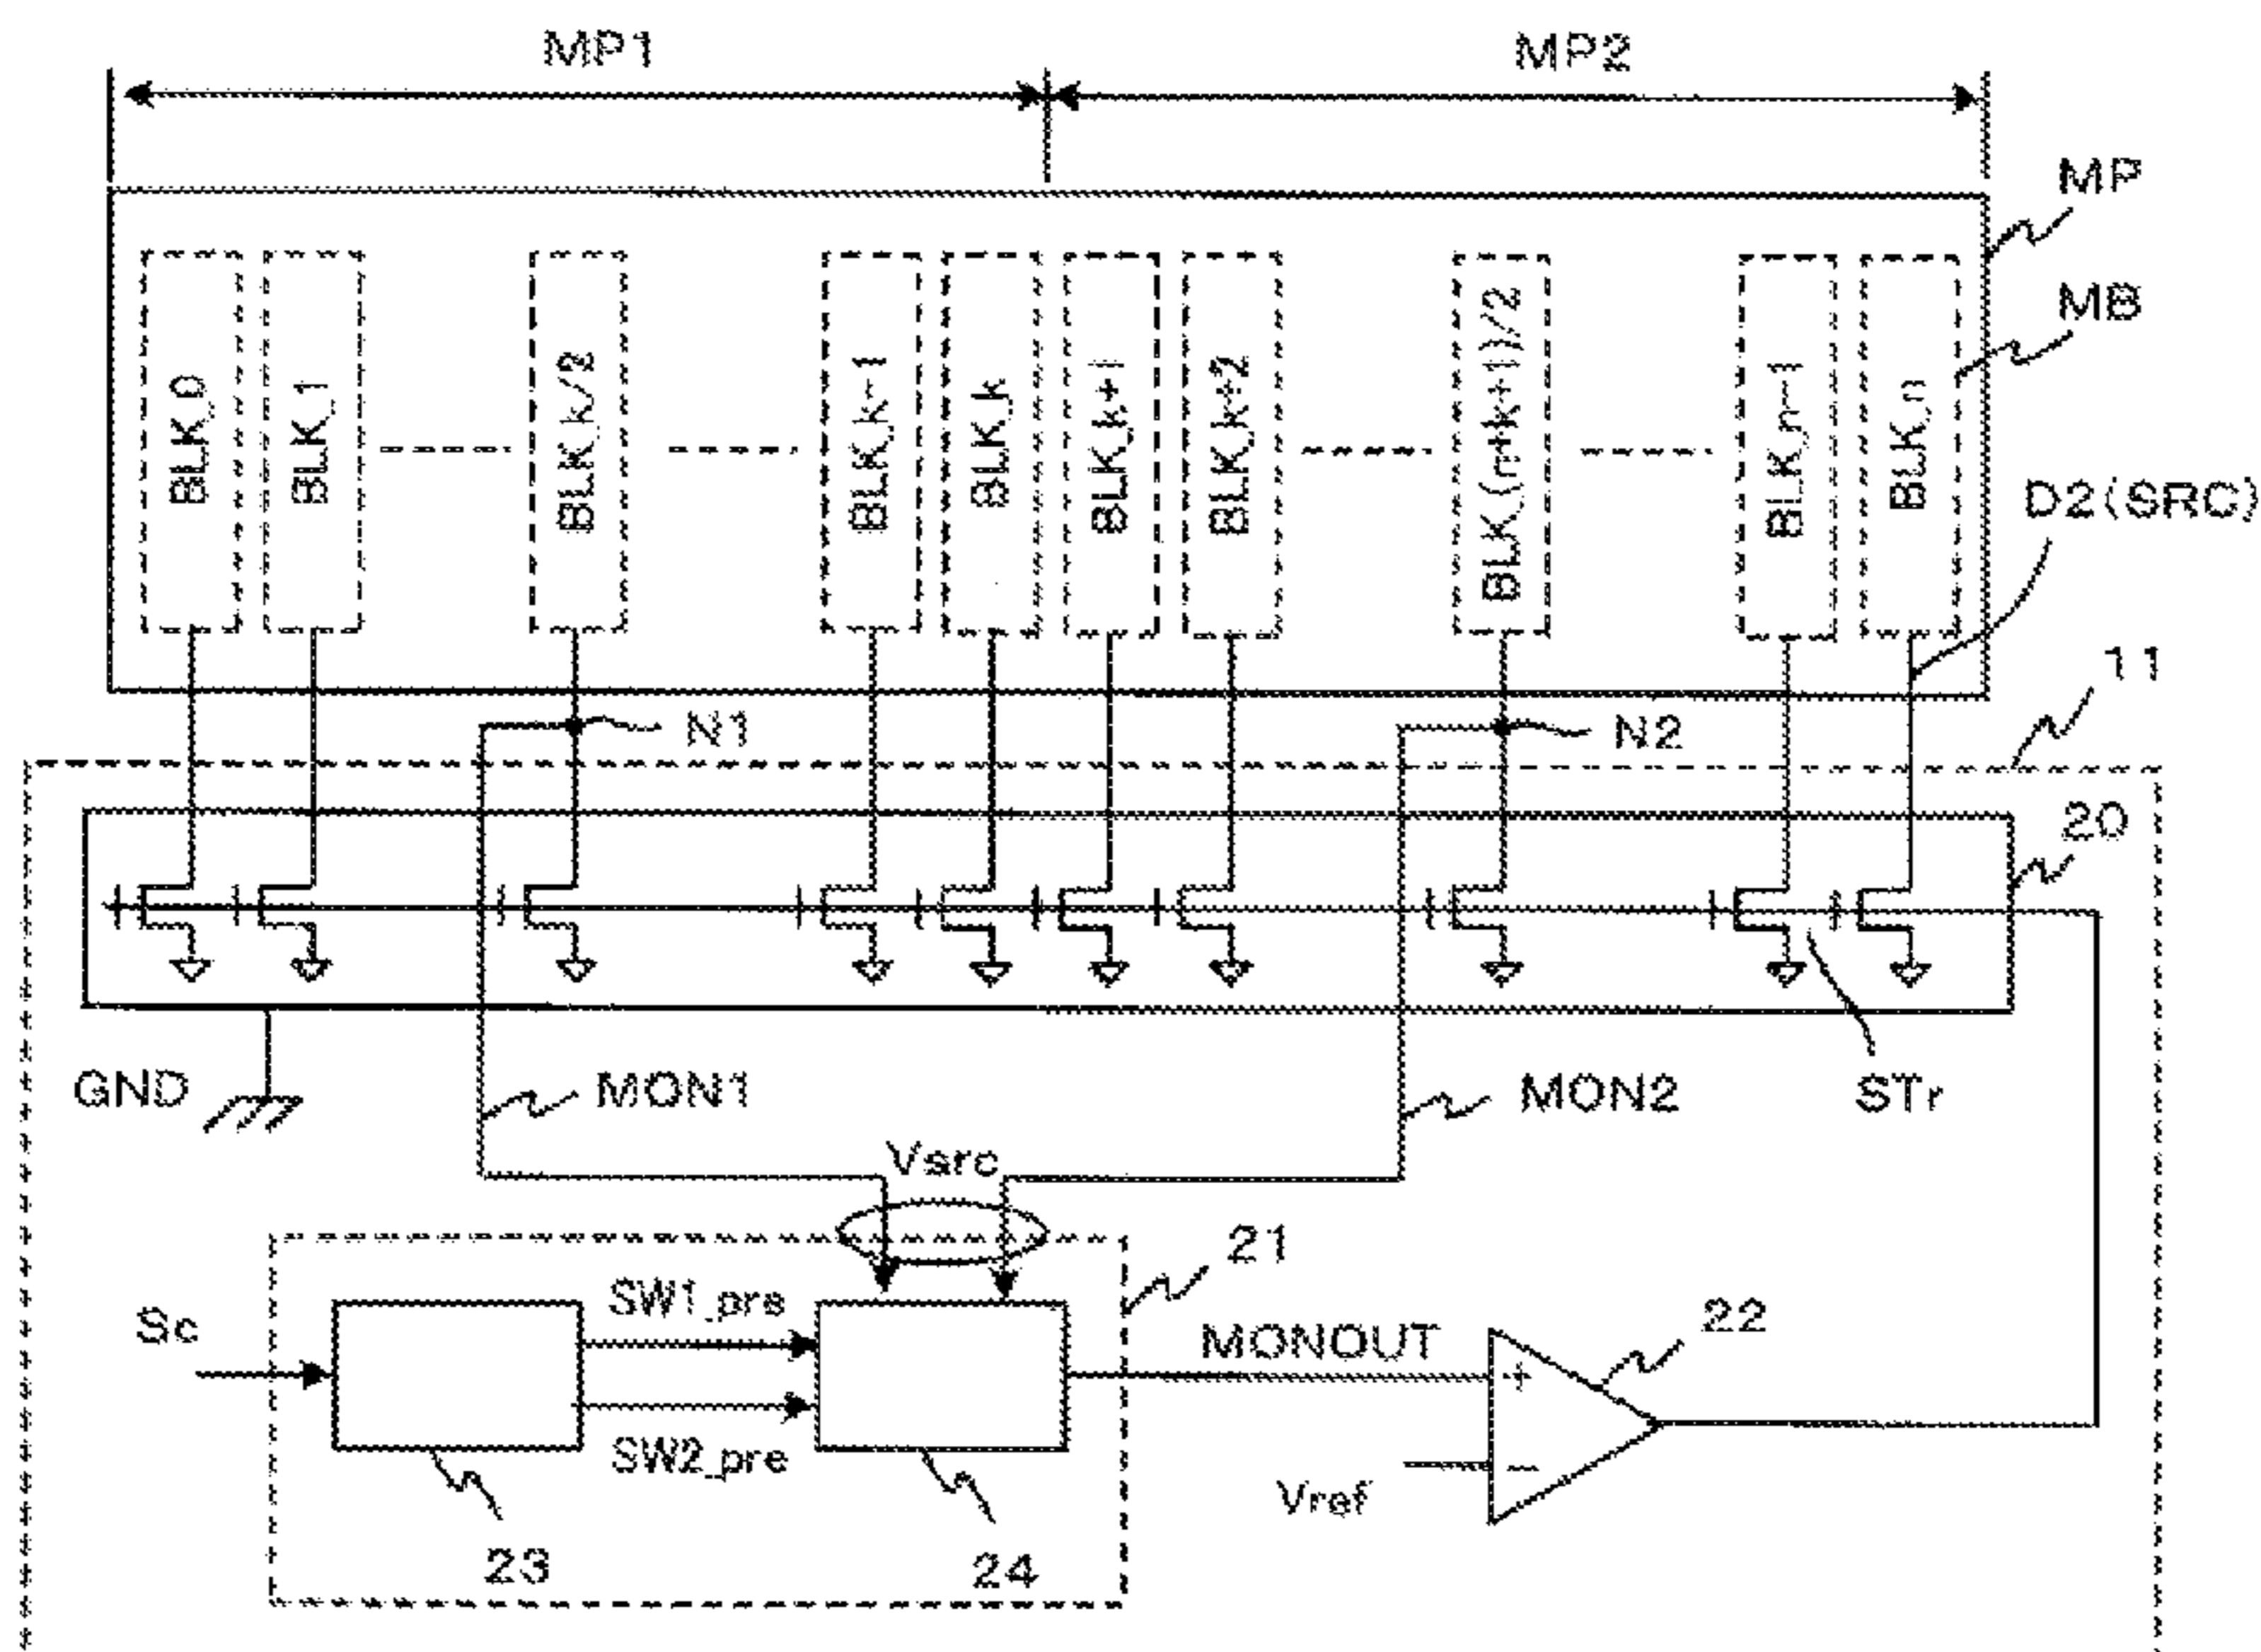 MP1
MP2
MP
MB
BLK_0
BLK_1
BLK_k/2
BLK_k-1
BLK_k
BLK_k+1
BLK_k+2
BLK_(n+k+1)/2
BLK_n-1
BLK_n
D2(SRC)
11
N1
N2
20
GND
MON1
MON2
STr
Vsrc
21
Sc
SW1_pre
SW2_pre
MONOUT
22
+
−
Vref
23
24